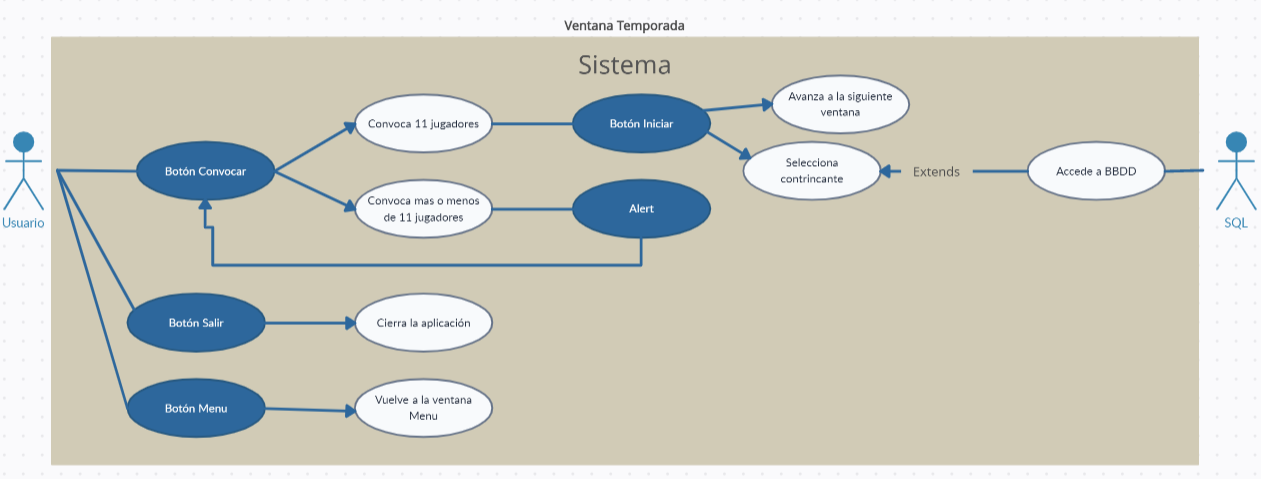 Ventana Temporada
Sistema
Usuario
Botón Convocar
Convoca 11 jugadores
Botón Iniciar
Avanza a la siguiente
ventana
Selecciona
contrincante
Extends
Accede a BBDD
SQL
Convoca mas o menos
de 11 jugadores
Alert
Botón Salir
Cierra la aplicación
Botón Menu
Vuelve a la ventana
Menu